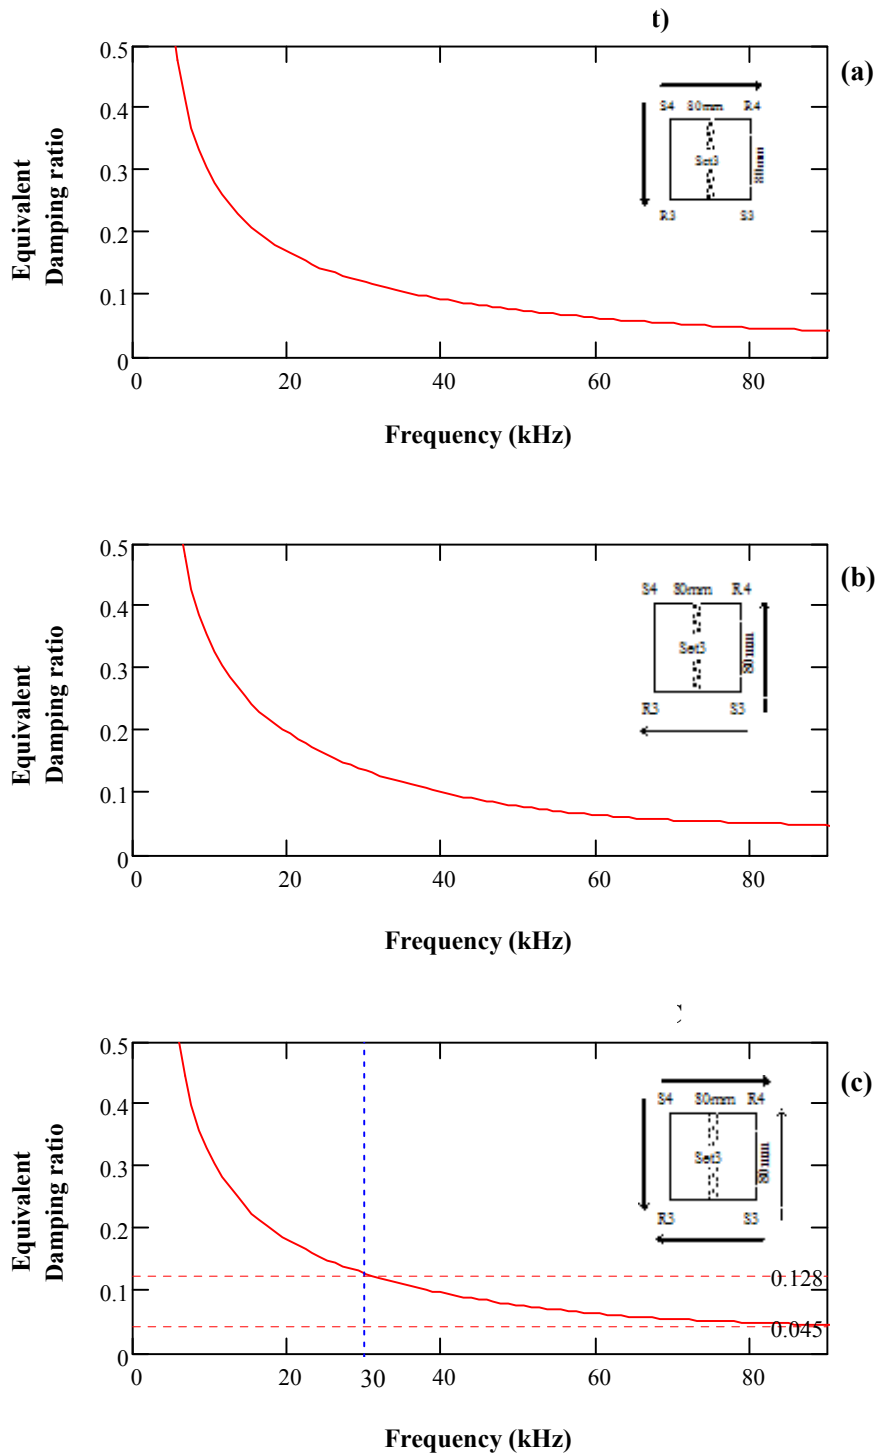 t)
(a)
Equivalent
Damping ratio
0.5
0.4
0.3
0.2
0.1
0
0 20 40 60 80
Frequency (kHz)
S4 80mm R4
Set3
80mm
R3 S3
(b)
Equivalent
Damping ratio
0.5
0.4
0.3
0.2
0.1
0
0 20 40 60 80
Frequency (kHz)
S4 80mm R4
Set3
80mm
R3 S3
(c)
Equivalent
Damping ratio
0.5
0.4
0.3
0.2
0.1
0
0 20 30 40 60 80
Frequency (kHz)
S4 80mm R4
Set3
80mm
R3 S3
0.128
0.045